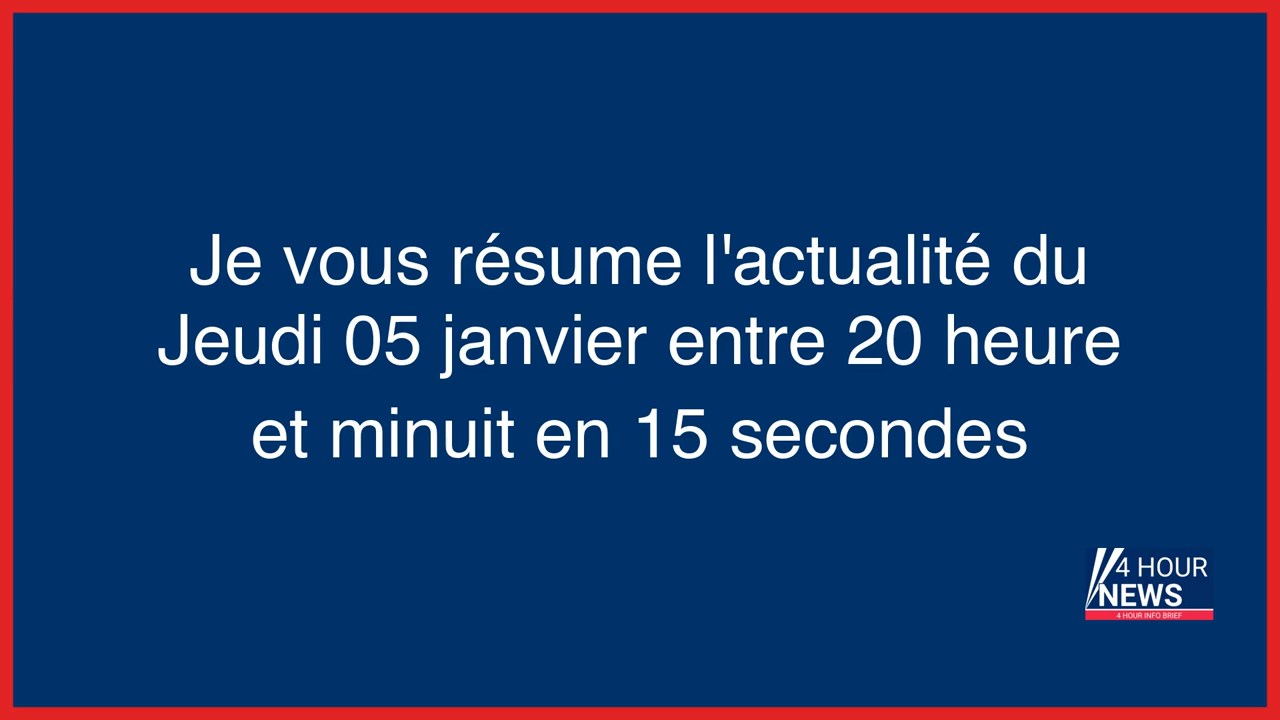 Je vous résume l'actualité du
Jeudi 05 janvier entre 20 heure
et minuit en 15 secondes
4 HOUR
NEWS
4 HOUR INFO BRIEF